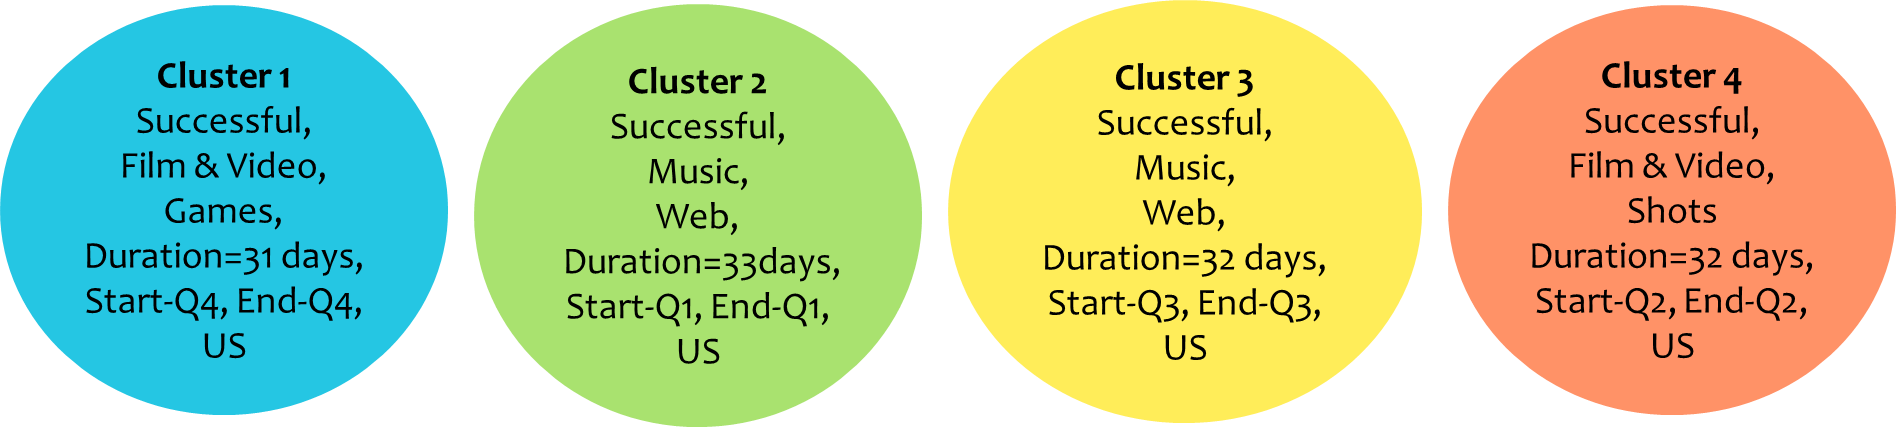 Cluster 1
Successful,
Film & Video,
Games,
Duration=31 days,
Start-Q4, End-Q4,
US
Cluster 2
Successful,
Music,
Web,
Duration=33days,
Start-Q1, End-Q1,
US
Cluster 3
Successful,
Music,
Web,
Duration=32 days,
Start-Q3, End-Q3,
US
Cluster 4
Successful,
Film & Video,
Shots
Duration=32 days,
Start-Q2, End-Q2,
US